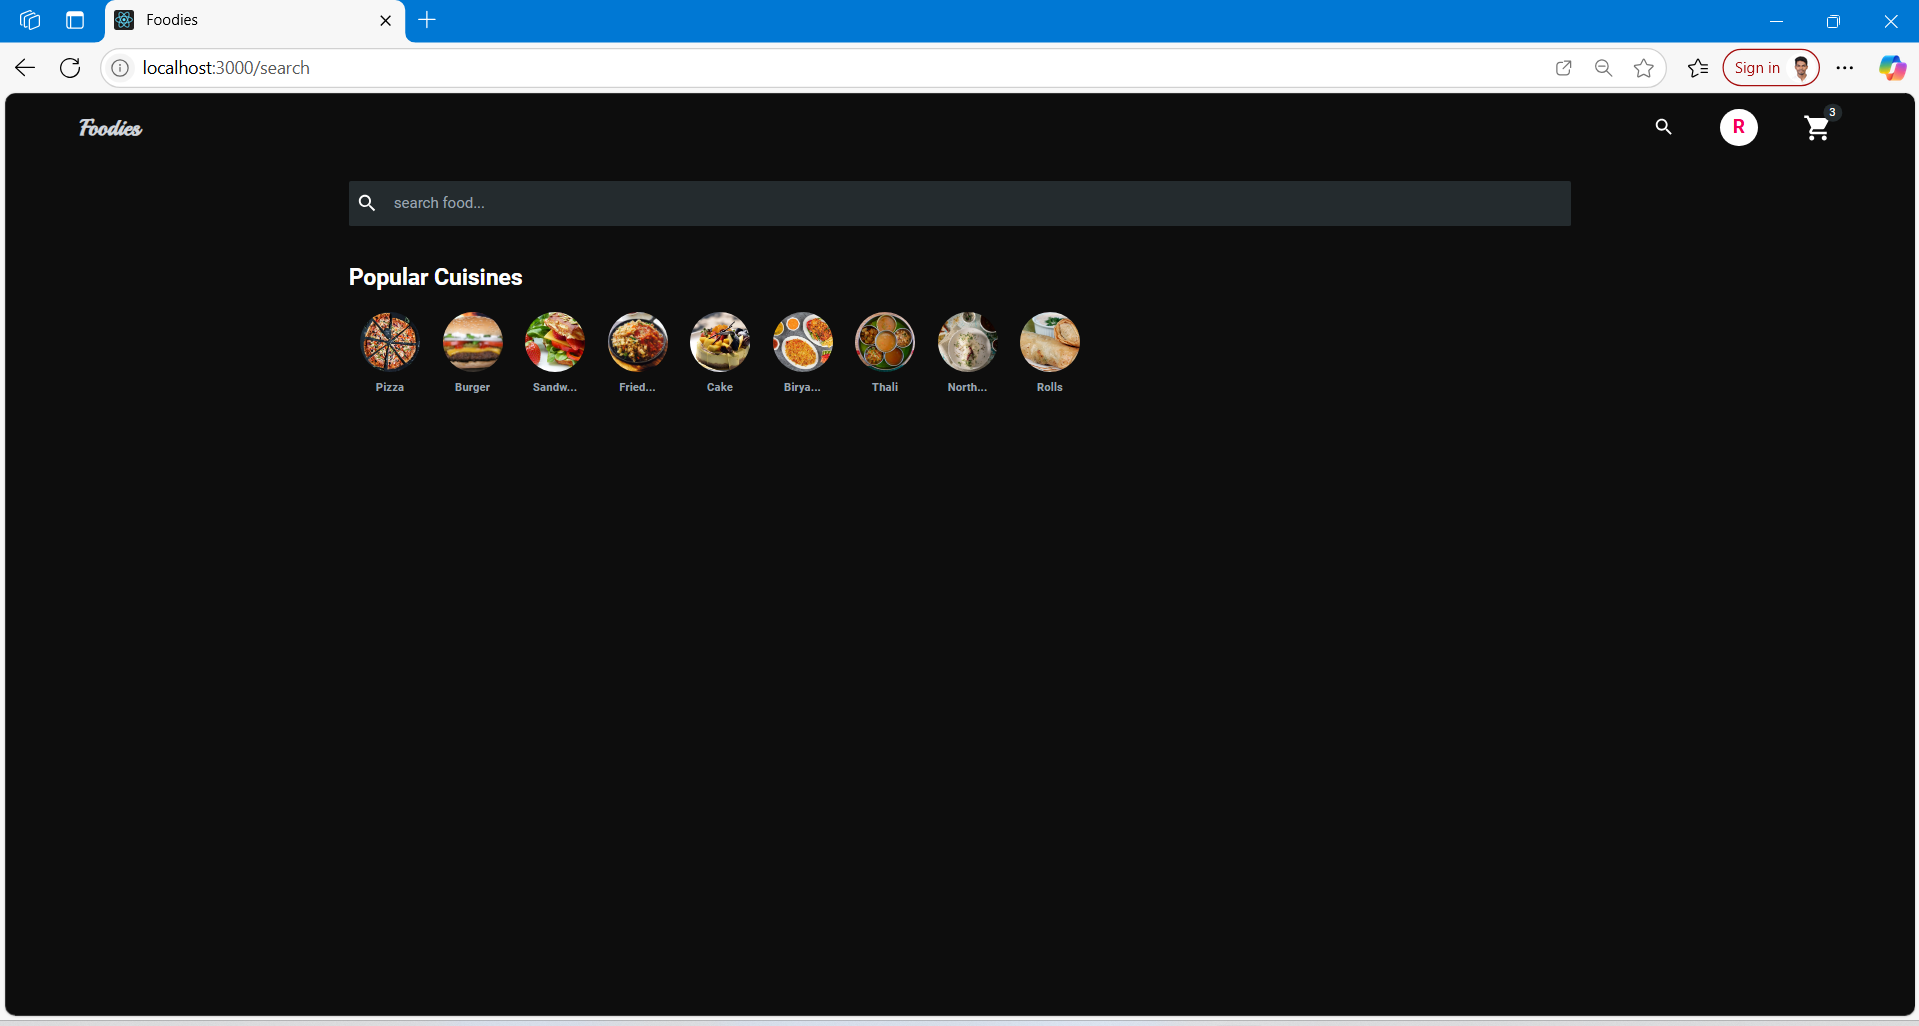 Foodies
localhost:3000/search
Sign in
Foodies
R
3
search food...
Popular Cuisines
Pizza
Burger
Sandw...
Fried...
Cake
Birya...
Thali
North...
Rolls